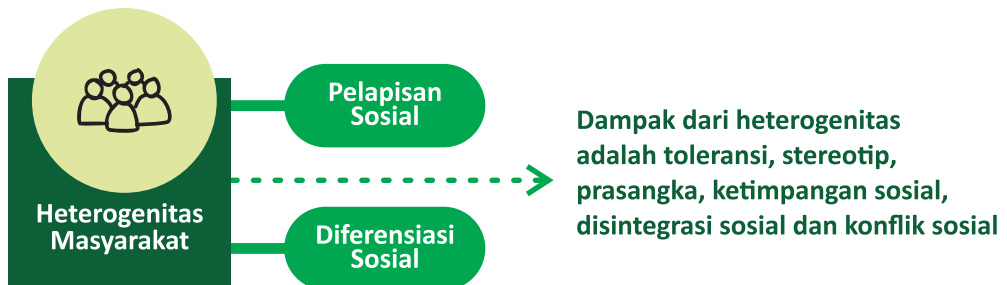 Heterogenitas
Masyarakat
Pelapisan
Sosial
Diferensiasi
Sosial
Dampak dari heterogenitas
adalah toleransi, stereotip,
prasangka, ketimpangan sosial,
disintegrasi sosial dan konflik sosial